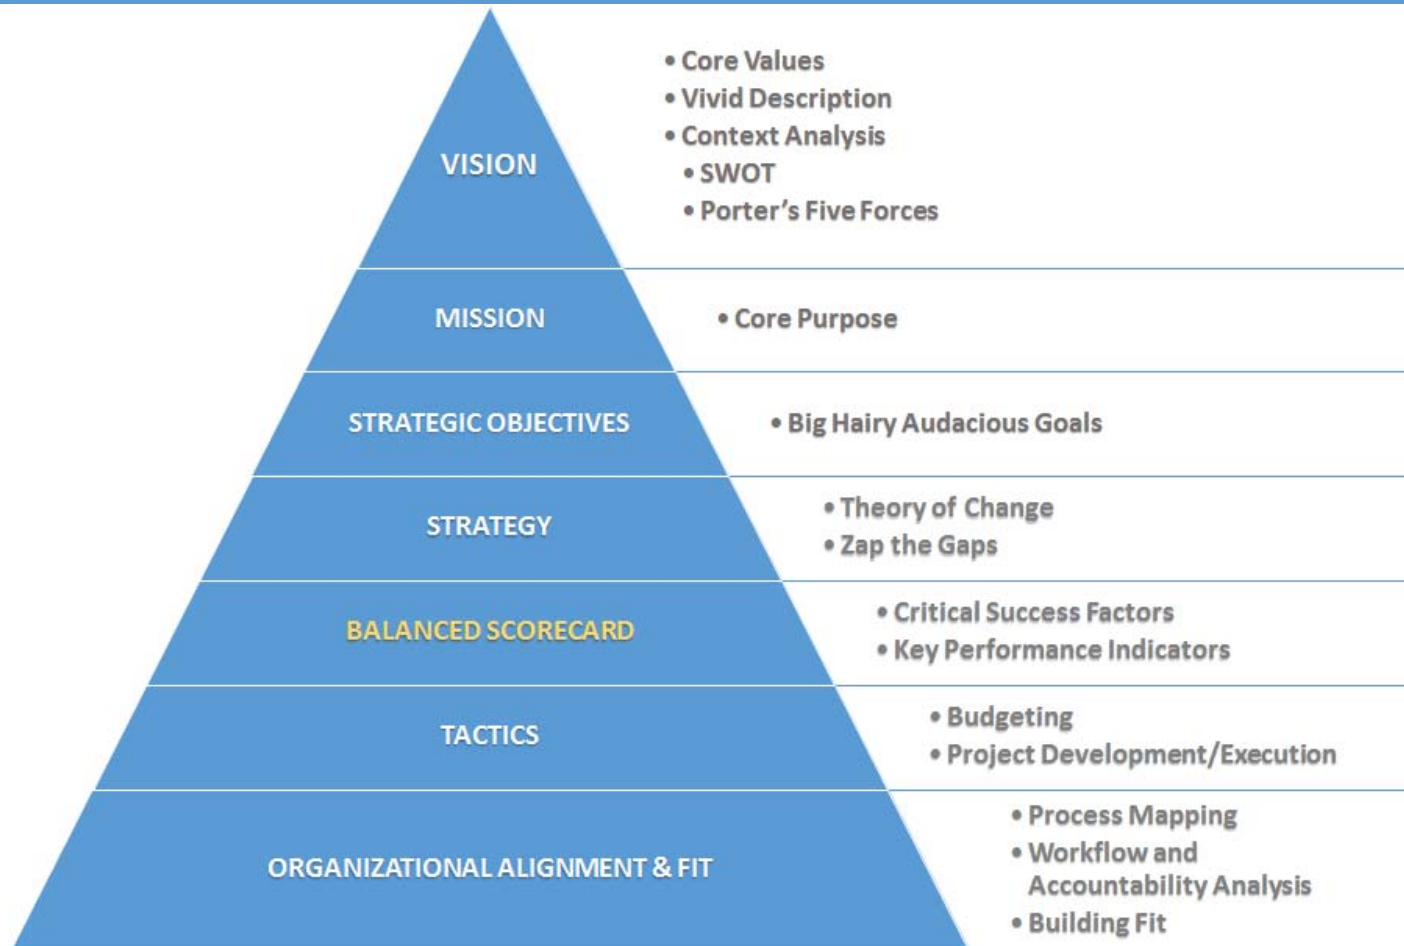 VISION
• Core Values
• Vivid Description
• Context Analysis
• SWOT
• Porter's Five Forces
MISSION
• Core Purpose
STRATEGIC OBJECTIVES
• Big Hairy Audacious Goals
STRATEGY
• Theory of Change
• Zap the Gaps
BALANCED SCORECARD
• Critical Success Factors
• Key Performance Indicators
TACTICS
• Budgeting
• Project Development/Execution
ORGANIZATIONAL ALIGNMENT & FIT
• Process Mapping
• Workflow and
Accountability Analysis
• Building Fit